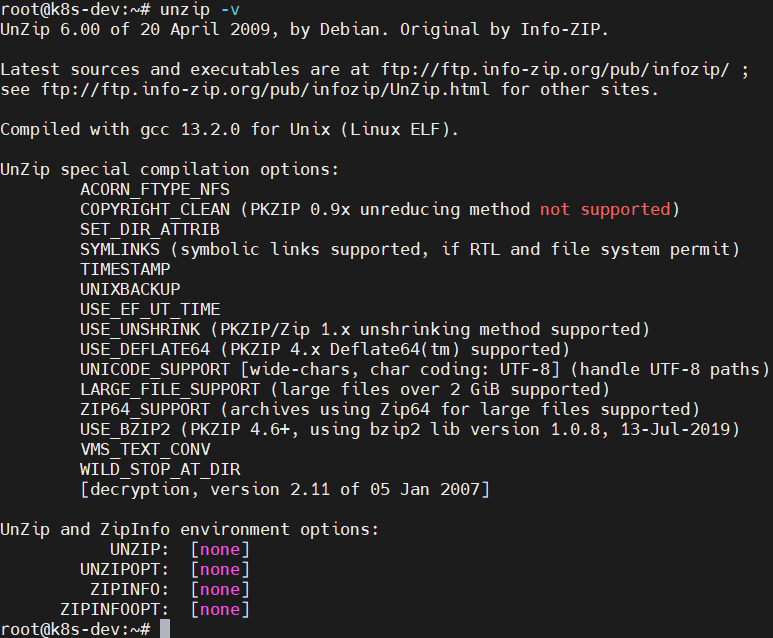 root@k8s-dev:~# unzip -v
UnZip 6.00 of 20 April 2009, by Debian. Original by Info-ZIP.
Latest sources and executables are at ftp://ftp.info-zip.org/pub/infozip/ ;
see ftp://ftp.info-zip.org/pub/infozip/UnZip.html for other sites.
Compiled with gcc 13.2.0 for Unix (Linux ELF).
UnZip special compilation options:
ACORN_FTYPE_NFS
COPYRIGHT_CLEAN (PKZIP 0.9x unreducing method not supported)
SET_DIR_ATTRIB
SYMLINKS (symbolic links supported, if RTL and file system permit)
TIMESTAMP
UNIXBACKUP
USE_EF_UT_TIME
USE_UNSHRINK (PKZIP/Zip 1.x unshrinking method supported)
USE_DEFLATE64 (PKZIP 4.x Deflate64(tm) supported)
UNICODE_SUPPORT [wide-chars, char coding: UTF-8] (handle UTF-8 paths)
LARGE_FILE_SUPPORT (large files over 2 GiB supported)
ZIP64_SUPPORT (archives using Zip64 for large files supported)
USE_BZIP2 (PKZIP 4.6+, using bzip2 lib version 1.0.8, 13-Jul-2019)
VMS_TEXT_CONV
WILD_STOP_AT_DIR
[decryption, version 2.11 of 05 Jan 2007]
UnZip and ZipInfo environment options:
UNZIP:  [none]
UNZIPOPT:  [none]
ZIPINFO:  [none]
ZIPINFOOPT:  [none]
root@k8s-dev:~#